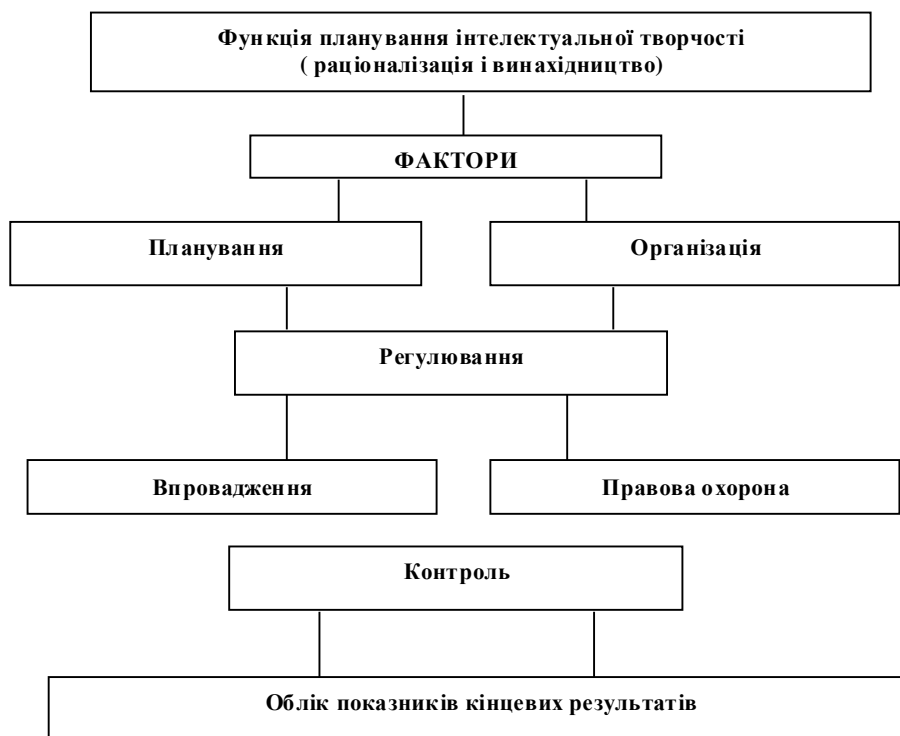 Функція планування інтелектуальної творчості
( раціоналізація і винахідництво)
ФАКТОРИ
Планування
Організація
Регулювання
Впровадження
Правова охорона
Контроль
Облік показників кінцевих результатів